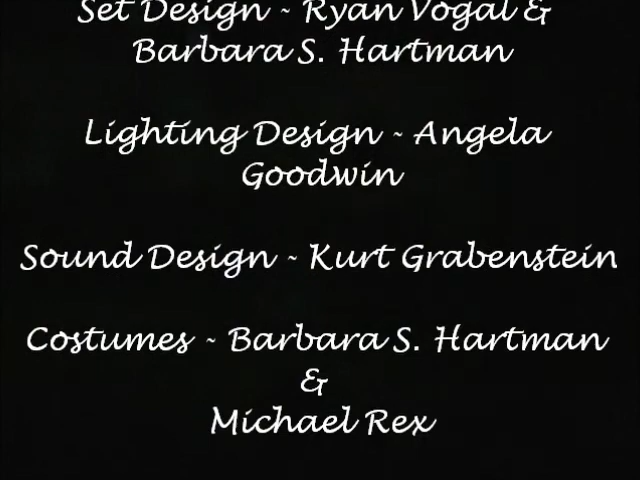 Set Design ~ Ryan Vogal &
Barbara S. Hartman
Lighting Design ~ Angela
Goodwin
Sound Design ~ Kurt Grabenstein
Costumes ~ Barbara S. Hartman
&
Michael Rex